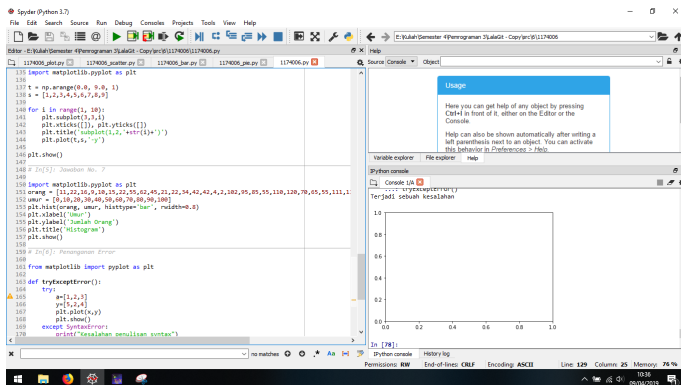 Spyder (Python 3.7)
File Edit Search Source Run Debug Consoles Projects Tools View Help
E:\Kuliah\Semester 4\Pemrograman 3\LalaGit - Copy\src\6\1174006
Editor - E:\Kuliah\Semester 4\Pemrograman 3\LalaGit - Copy\src\6\1174006\1174006.py
Help
1174006_plot.py 1174006_scatter.py 1174006_bar.py 1174006_pie.py 1174006.py
Source Console Object
135 import matplotlib.pyplot as plt
136
137 t = np.arange(0.0, 9.0, 1)
138 s = [1,2,3,4,5,6,7,8,9]
139
140 for i in range(1, 10):
141 plt.subplot(3,3,i)
142 plt.xticks([]), plt.yticks([])
143 plt.title('subplot(1,2,'+str(i)+')')
144 plt.plot(t,s,'-y')
145
146 plt.show()
147
148 # In[5]: Jawaban No. 7
149
150 import matplotlib.pyplot as plt
151 orang = [11,22,16,9,10,15,22,55,62,45,21,22,34,42,42,4,2,102,95,85,55,110,120,70,65,55,111,1
152 umur = [0,10,20,30,40,50,60,70,80,90,100]
153 plt.hist(orang, umur, histtype='bar', rwidth=0.8)
154 plt.xlabel('Umur')
155 plt.ylabel('Jumlah Orang')
156 plt.title('Histogram')
157 plt.show()
158
159 # In[6]: Penanganan Error
160
161 from matplotlib import pyplot as plt
162
163 def tryExceptError():
164 try:
165 a=[1,2,3]
166 y=[5,2,4]
167 plt.plot(x,y)
168 plt.show()
169 except SyntaxError:
170 print("Kesalahan penulisan syntax")
no matches
Aa
Usage
Here you can get help of any object by pressing
Ctrl+I in front of it, either on the Editor or the
Console.
Help can also be shown automatically after writing a
left parenthesis next to an object. You can activate
this behavior in Preferences > Help.
Variable explorer File explorer Help
IPython console
Console 1/A
...: tryExceptError()
Terjadi sebuah kesalahan
1.0
0.8
0.6
0.4
0.2
0.0
0.0 0.2 0.4 0.6 0.8 1.0
In [78]:
IPython console History log
Permissions: RW End-of-lines: CRLF Encoding: ASCII Line: 129 Column: 25 Memory: 76 %
10:36
09/04/2019